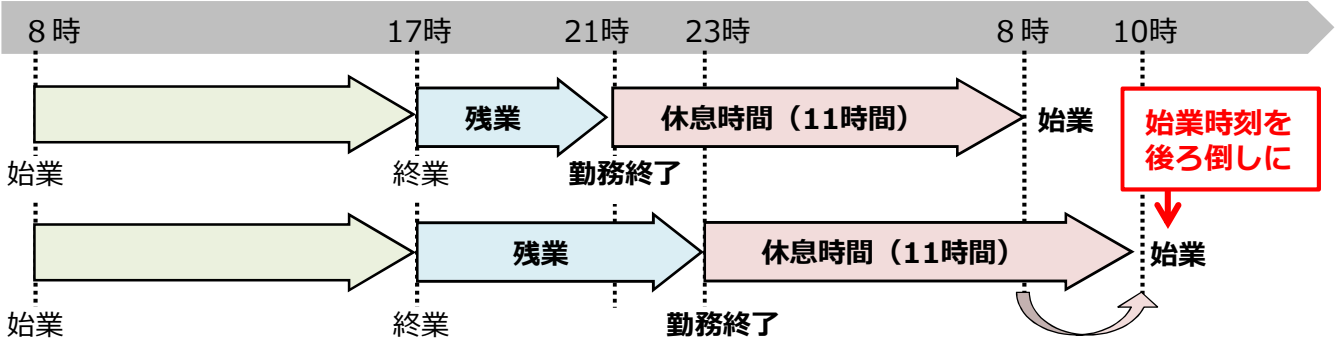 ８時 17時 21時 23時 ８時 10時
残業 休息時間（11時間） 始業
始業時刻を
後ろ倒しに
始業 終業 勤務終了
残業 休息時間（11時間） 始業
始業 終業 勤務終了